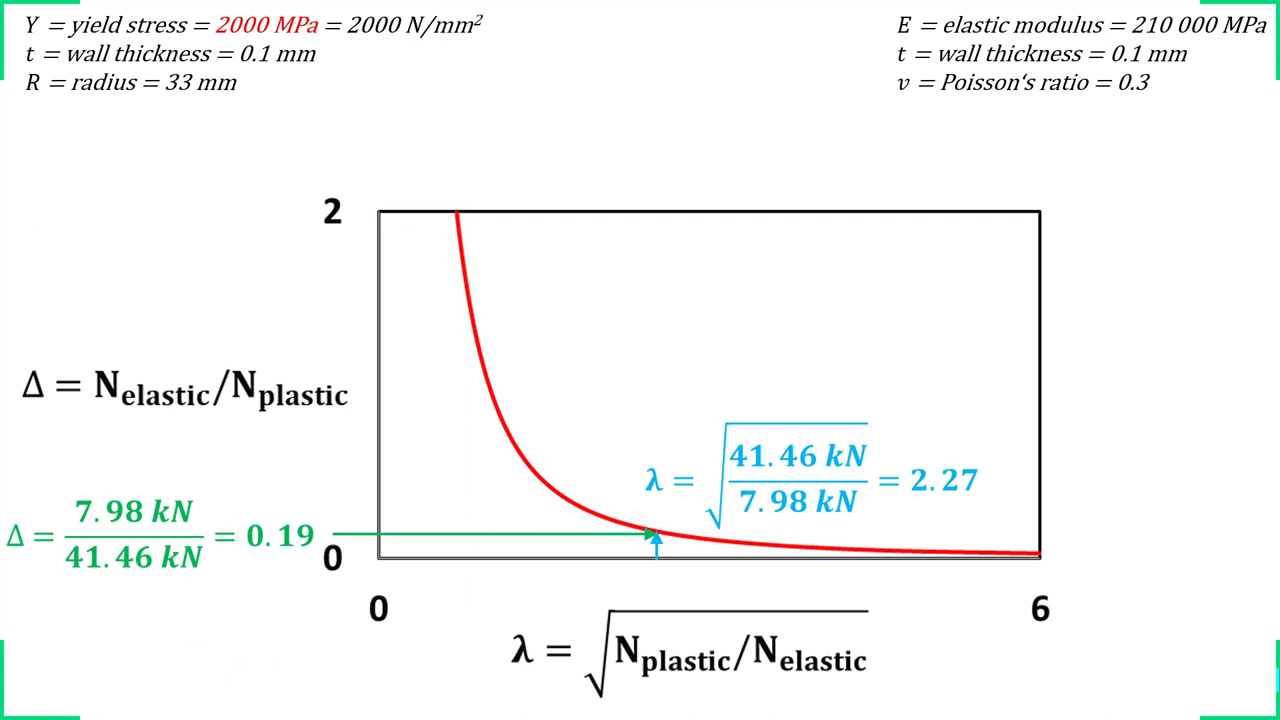 Y = yield stress = 2000 MPa = 2000 N/mm²
t = wall thickness = 0.1 mm
R = radius = 33 mm
E = elastic modulus = 210 000 MPa
t = wall thickness = 0.1 mm
v = Poisson's ratio = 0.3
2
Δ = N_elastic/N_plastic
λ = √(41.46 kN / 7.98 kN) = 2.27
Δ = 7.98 kN / 41.46 kN = 0.19
0
0
6
λ = √(N_plastic/N_elastic)